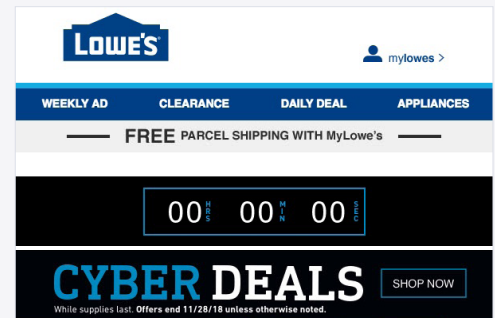 LOWE'S
mylowes >
WEEKLY AD CLEARANCE DAILY DEAL APPLIANCES
FREE PARCEL SHIPPING WITH MyLowe's
00 HRS 00 MIN 00 SEC
CYBER DEALS SHOP NOW
While supplies last. Offers end 11/28/18 unless otherwise noted.